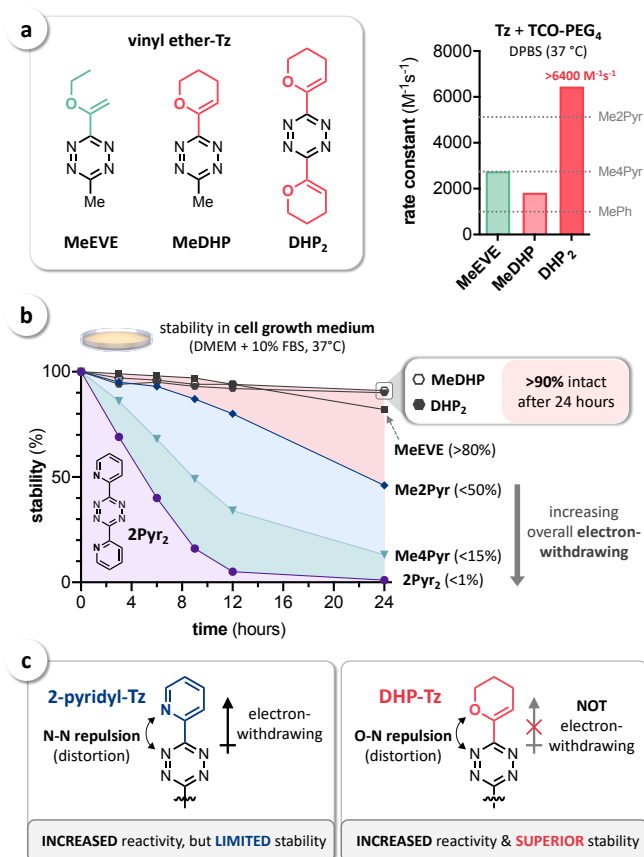 a
vinyl ether-Tz
O
N N
N N
Me
MeEVE
O
N N
N N
Me
MeDHP
O
N N
N N
O
DHP2
Tz + TCO-PEG4
DPBS (37 °C)
>6400 M-1s-1
rate constant (M-1s-1)
8000
6000
4000
2000
0
Me2Pyr
Me4Pyr
MePh
MeEVE
MeDHP
DHP2
b
stability in cell growth medium
(DMEM + 10% FBS, 37°C)
stability (%)
100
50
0
0 4 8 12 16 20 24
time (hours)
N
N N
N N
N
2Pyr2
MeDHP
DHP2
>90% intact
after 24 hours
MeEVE (>80%)
Me2Pyr (<50%)
Me4Pyr (<15%)
2Pyr2 (<1%)
increasing
overall electron-
withdrawing
c
2-pyridyl-Tz
N-N repulsion
(distortion)
N
N N
N N
electron-
withdrawing
INCREASED reactivity, but LIMITED stability
DHP-Tz
O-N repulsion
(distortion)
O
N N
N N
NOT
electron-
withdrawing
INCREASED reactivity & SUPERIOR stability